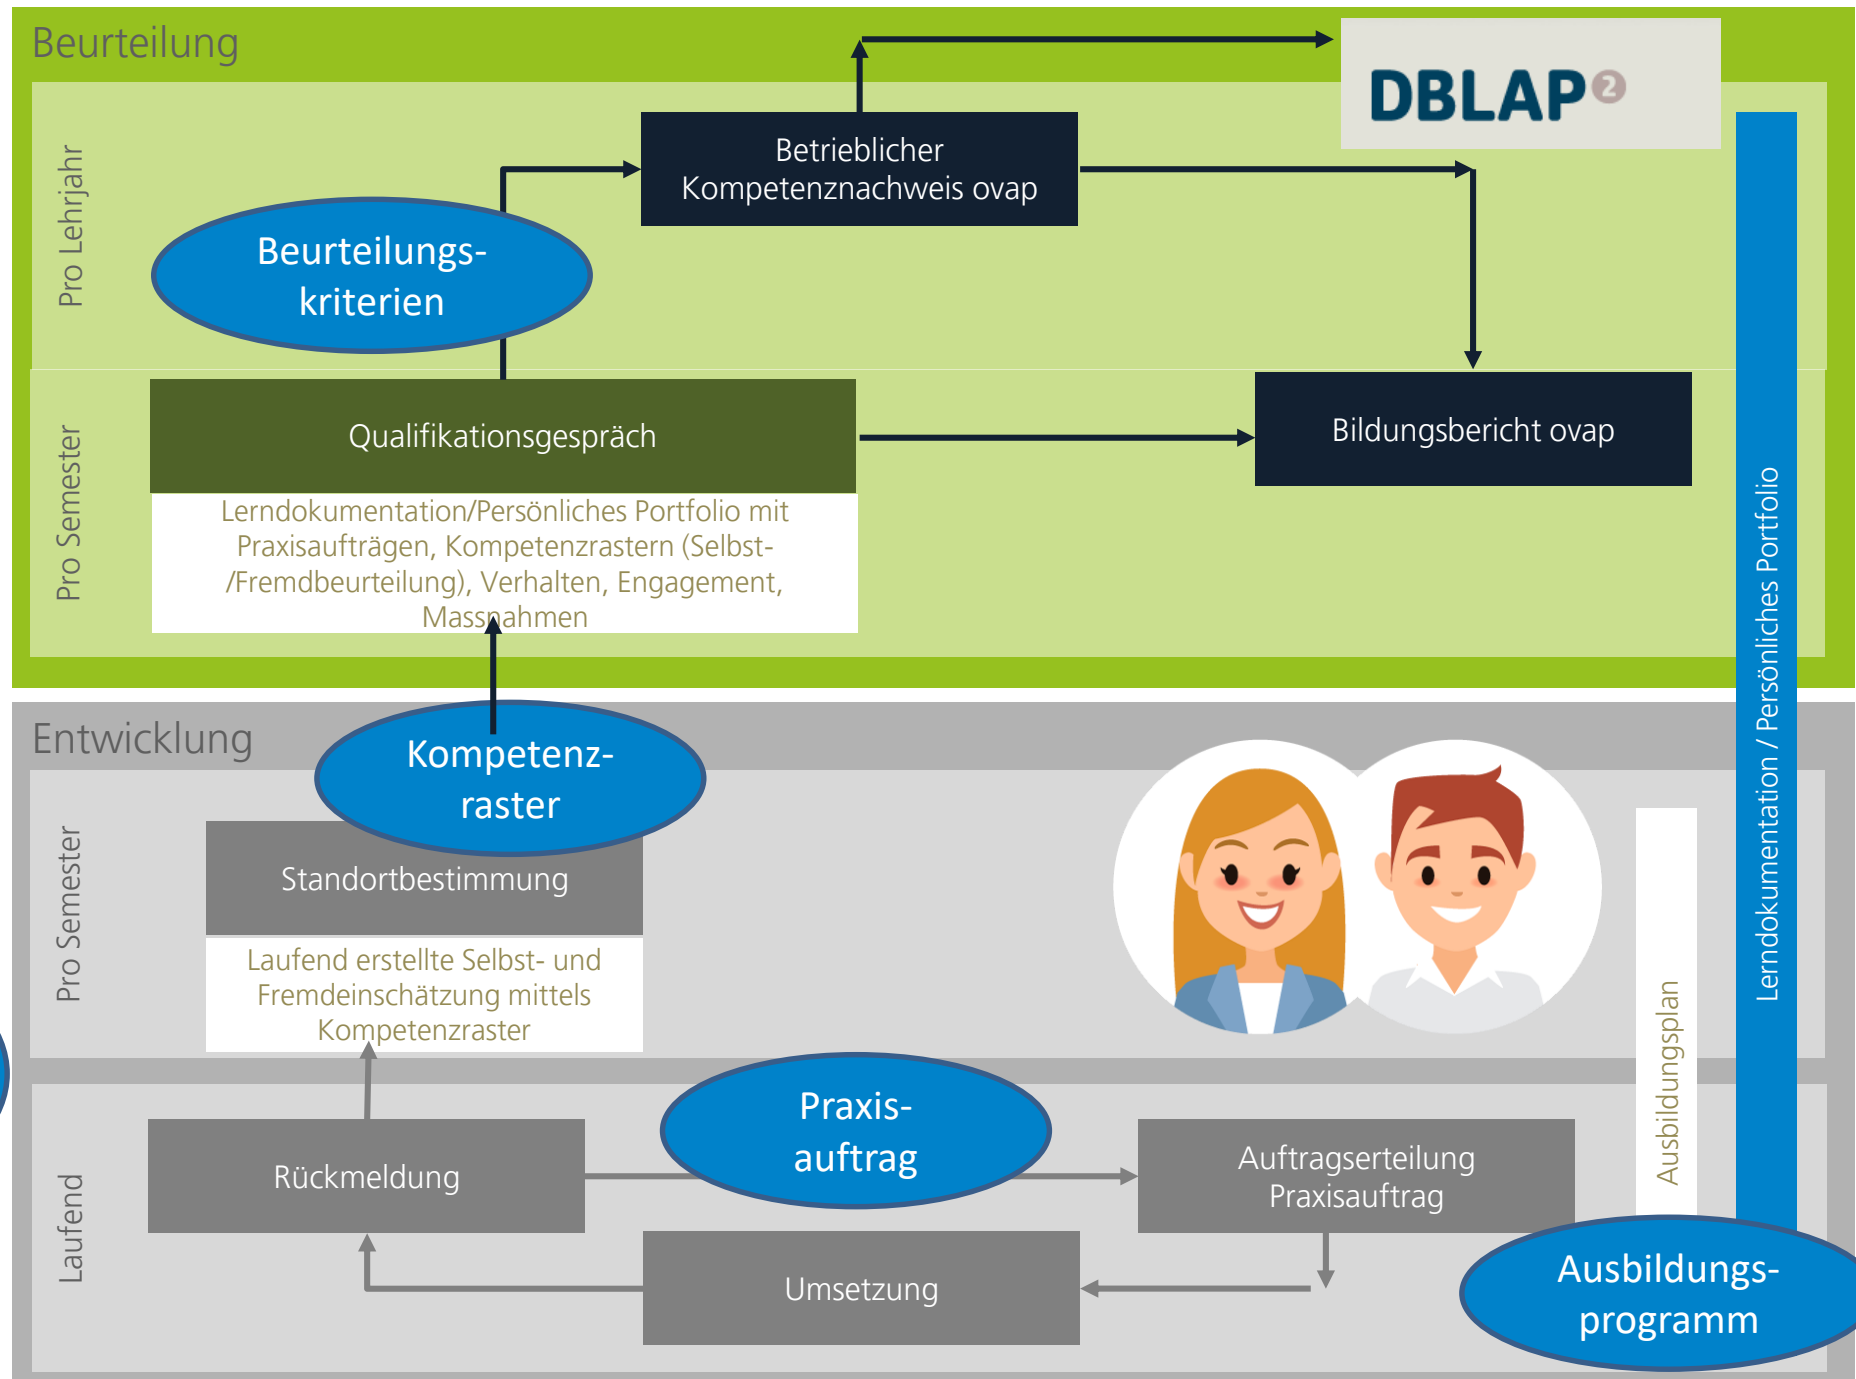 Beurteilung
DBLAP2
Pro Lehrjahr
Betrieblicher
Kompetenznachweis ovap
Beurteilungs-
kriterien
Pro Semester
Qualifikationsgespräch
Bildungsbericht ovap
Lerndokumentation/Persönliches Portfolio mit
Praxisaufträgen, Kompetenzrastern (Selbst-
/Fremdbeurteilung), Verhalten, Engagement,
Massnahmen
Lerndokumentation / Persönliches Portfolio
Entwicklung
Kompetenz-
raster
Pro Semester
Standortbestimmung
Laufend erstellte Selbst- und
Fremdeinschätzung mittels
Kompetenzraster
Ausbildungsplan
Laufend
Praxis-
auftrag
Rückmeldung
Auftragserteilung
Praxisauftrag
Umsetzung
Ausbildungs-
programm